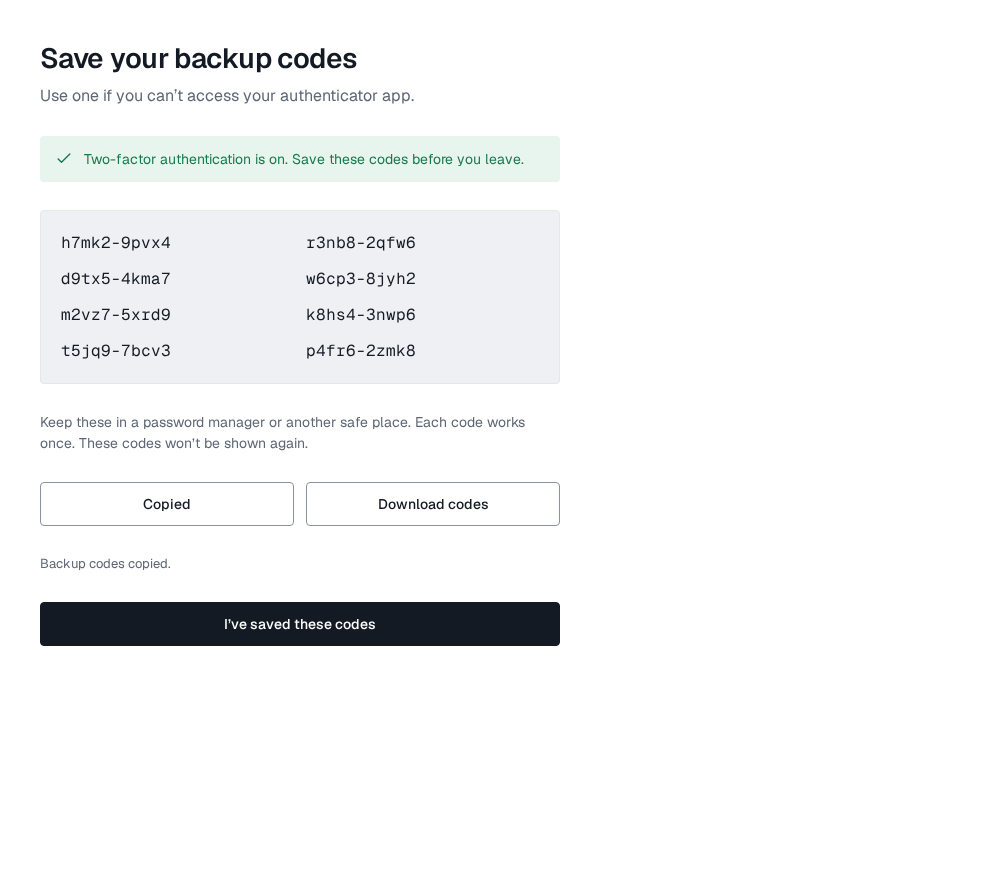 Save your backup codes
Use one if you can’t access your authenticator app.
Two-factor authentication is on. Save these codes before you leave.
h7mk2-9pvx4 r3nb8-2qfw6
d9tx5-4kma7 w6cp3-8jyh2
m2vz7-5xrd9 k8hs4-3nwp6
t5jq9-7bcv3 p4fr6-2zmk8
Keep these in a password manager or another safe place. Each code works
once. These codes won’t be shown again.
Copied Download codes
Backup codes copied.
I’ve saved these codes